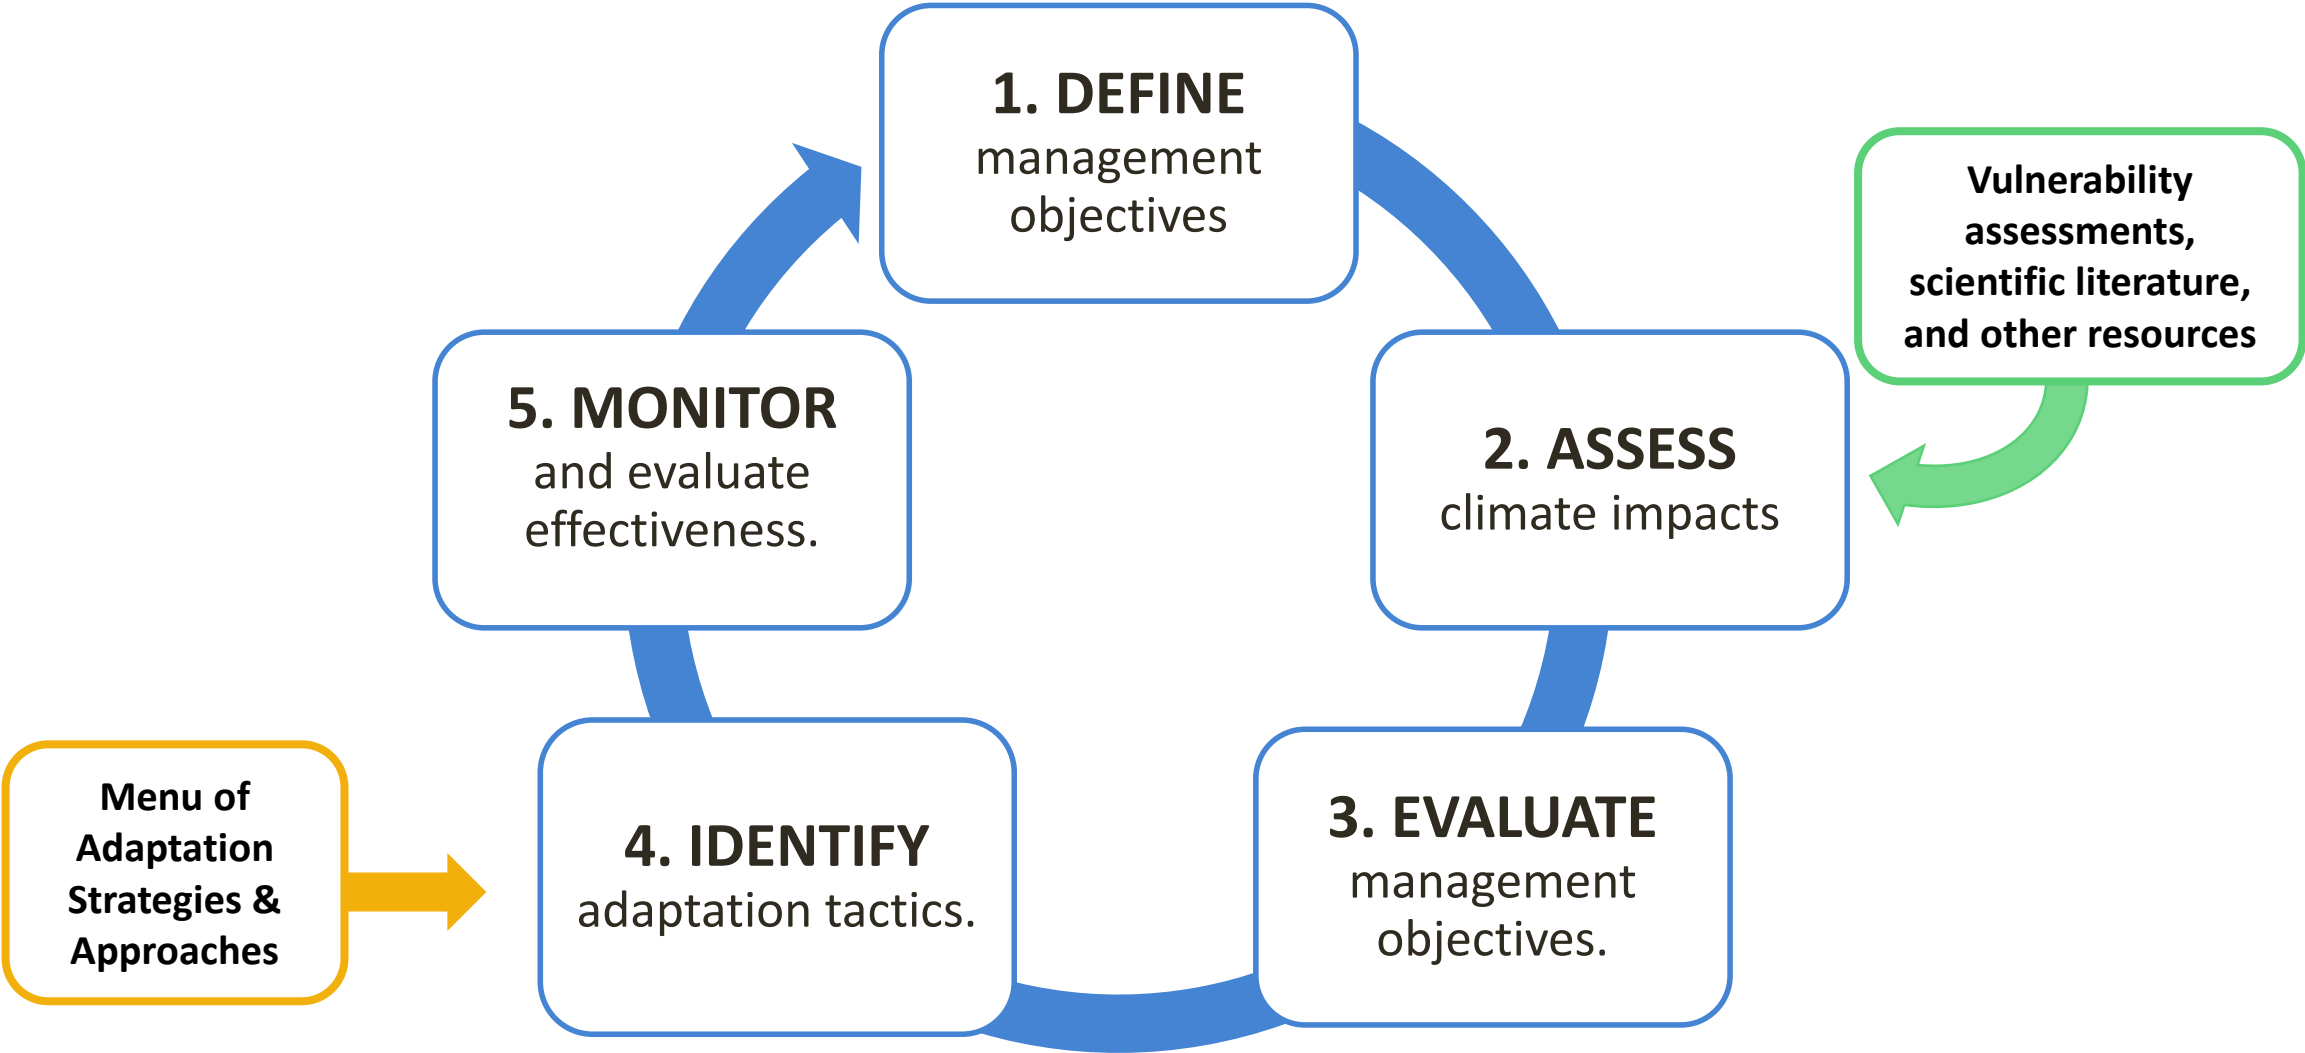 1. DEFINE
management
objectives
Vulnerability
assessments,
scientific literature,
and other resources
2. ASSESS
climate impacts
3. EVALUATE
management
objectives.
4. IDENTIFY
adaptation tactics.
Menu of
Adaptation
Strategies &
Approaches
5. MONITOR
and evaluate
effectiveness.